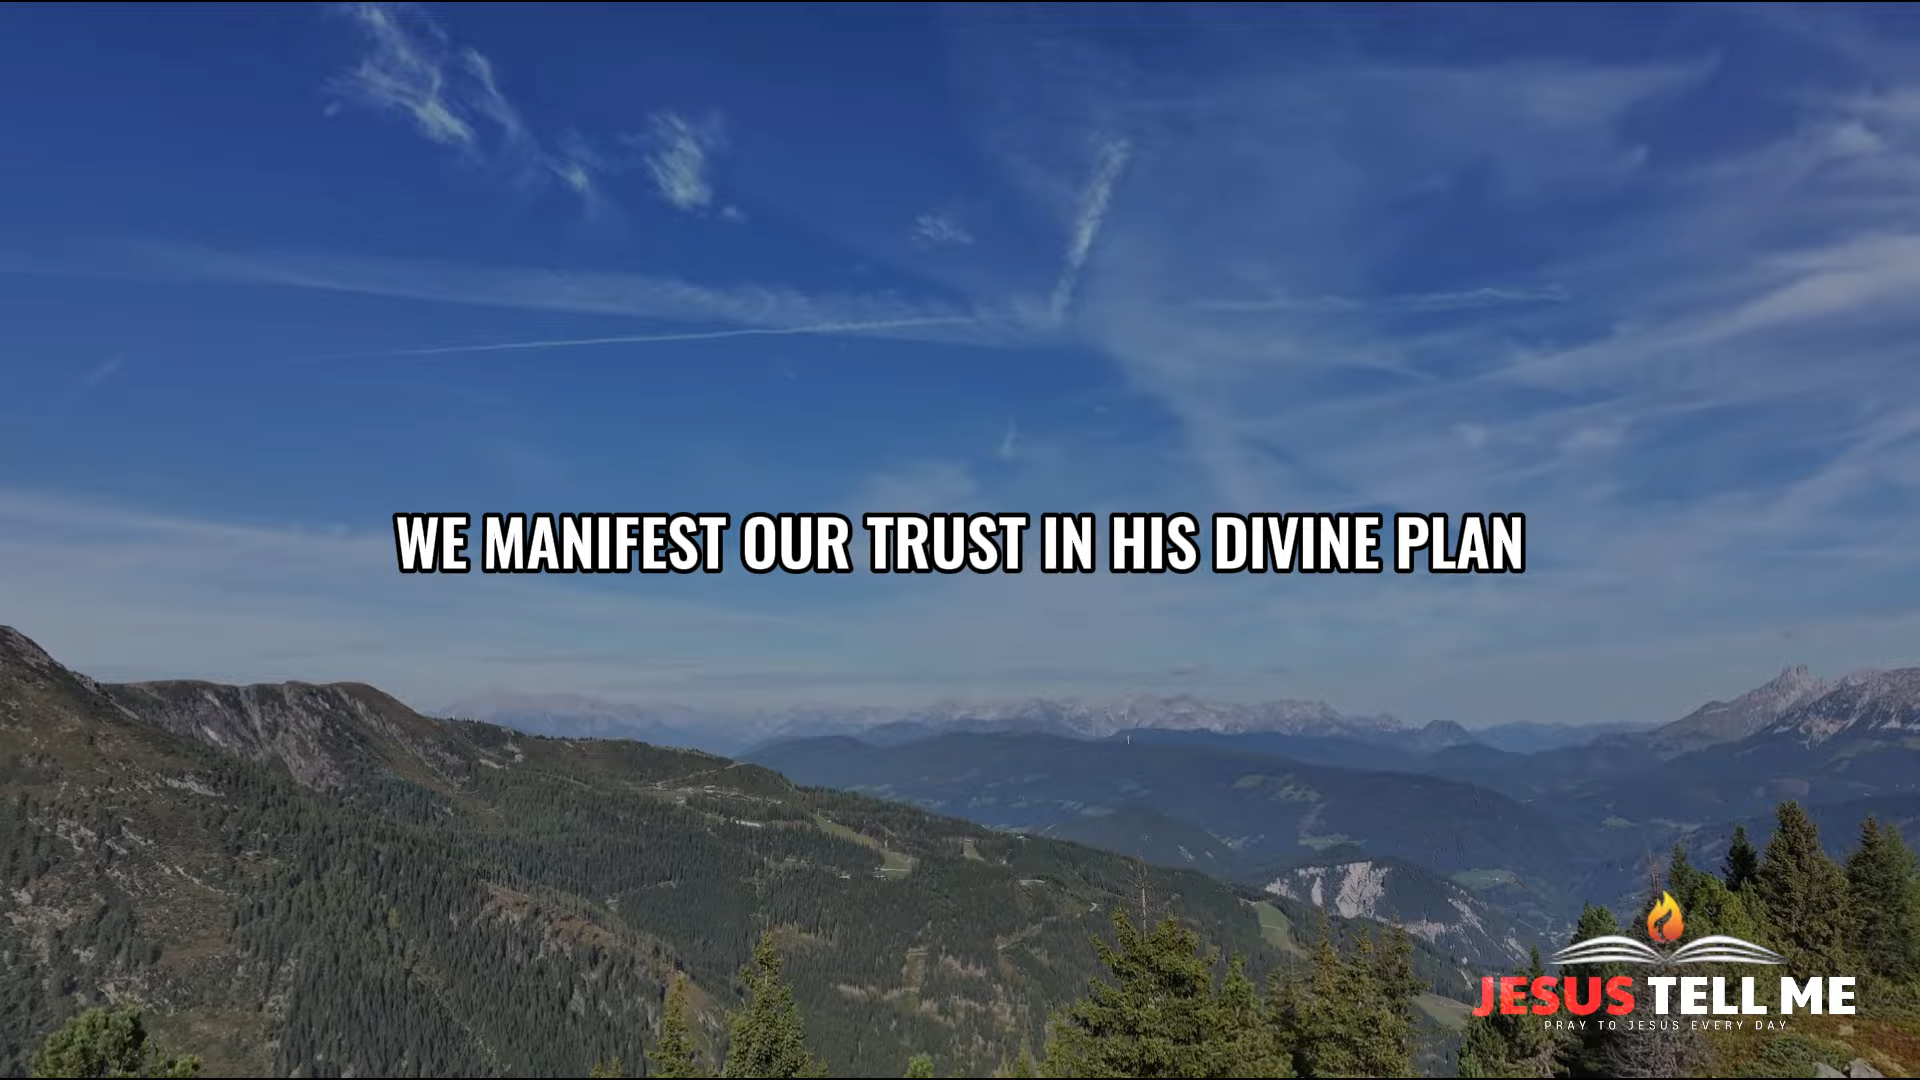 WE MANIFEST OUR TRUST IN HIS DIVINE PLAN
JESUS TELL ME
PRAY TO JESUS EVERY DAY